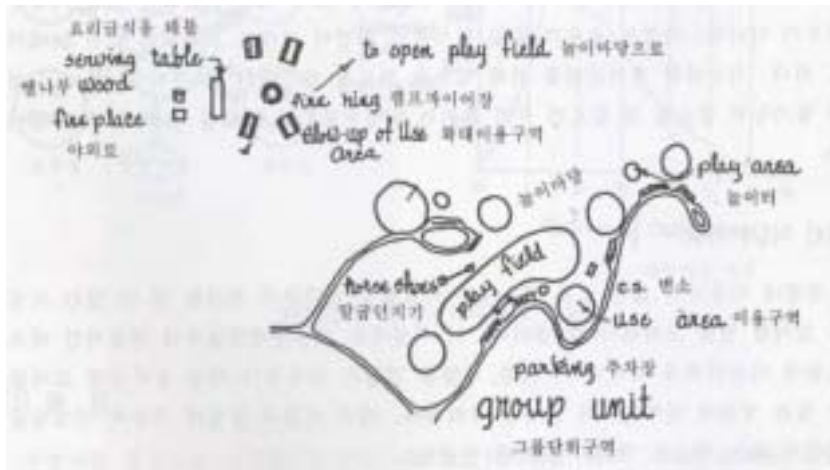 요리급식용 테블
sewing table
땔나무 wood
fire place
야외로
to open play field 놀이마당으로
fire ring 캠프파이어장
Blow-up of Use 확대이용구역
Area
play area
놀이터
놀이마당
play field
horse shoes
말굽던지기
c.s. 변소
use area 이용구역
parking 주차장
group unit
그룹단위구역